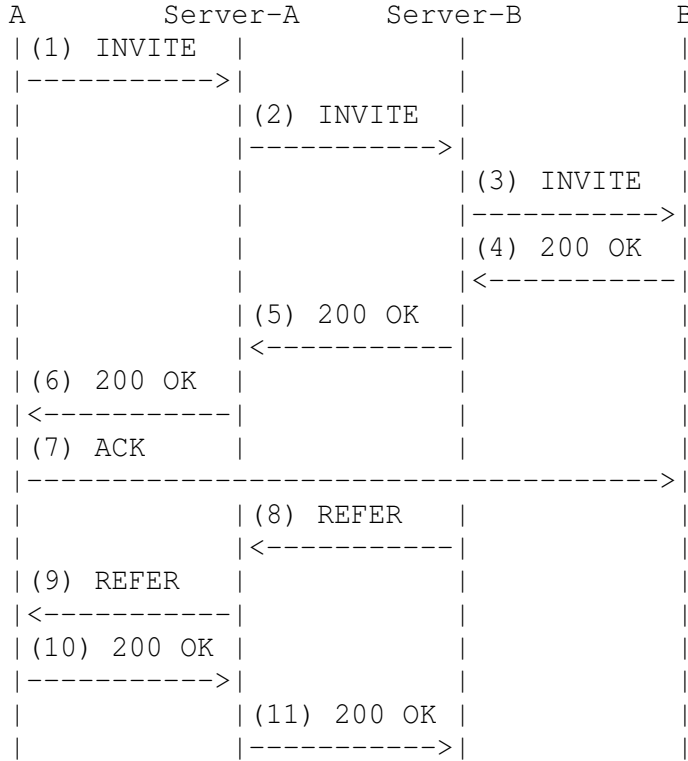 A Server-A Server-B B
|(1) INVITE | | |
|----------->| | |
| |(2) INVITE | |
| |----------->| |
| | |(3) INVITE |
| | |----------->|
| | |(4) 200 OK |
| | |<-----------|
| |(5) 200 OK | |
| |<-----------| |
|(6) 200 OK | | |
|<-----------| | |
|(7) ACK | | |
|------------------------------------->|
| |(8) REFER | |
| |<-----------| |
|(9) REFER | | |
|<-----------| | |
|(10) 200 OK | | |
|----------->| | |
| |(11) 200 OK | |
| |----------->| |